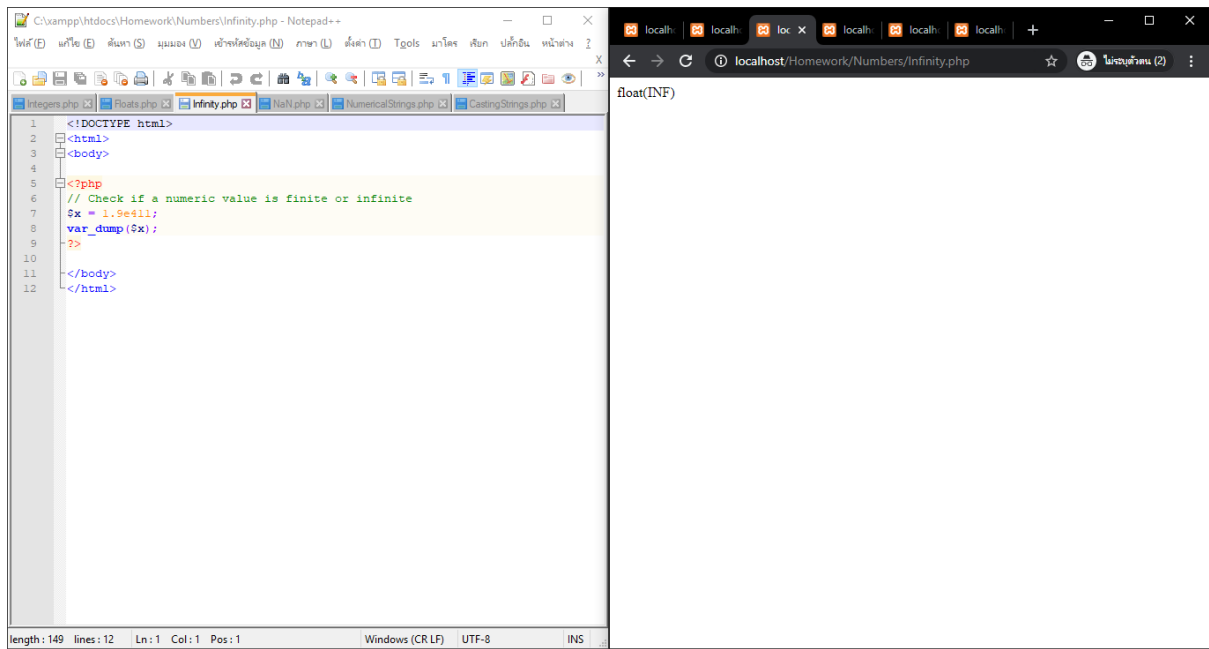 C:\xampp\htdocs\Homework\Numbers\Infinity.php - Notepad++
ไฟล์ (F) แก้ไข (E) ค้นหา (S) มุมมอง (V) เข้ารหัสข้อมูล (N) ภาษา (L) ตั้งค่า (T) Tools มาโคร เรียก ปลั๊กอิน หน้าต่าง ? X
Integers.php Floats.php Infinity.php NaN.php NumericalStrings.php CastingStrings.php
1 <!DOCTYPE html>
2 <html>
3 <body>
4
5 <?php
6 // Check if a numeric value is finite or infinite
7 $x = 1.9e411;
8 var_dump($x);
9 ?>
10
11 </body>
12 </html>
length : 149 lines : 12 Ln : 1 Col : 1 Pos : 1 Windows (CR LF) UTF-8 INS
localh localh loc localh localh localh
localhost/Homework/Numbers/Infinity.php ไม่ระบุตัวตน (2)
float(INF)